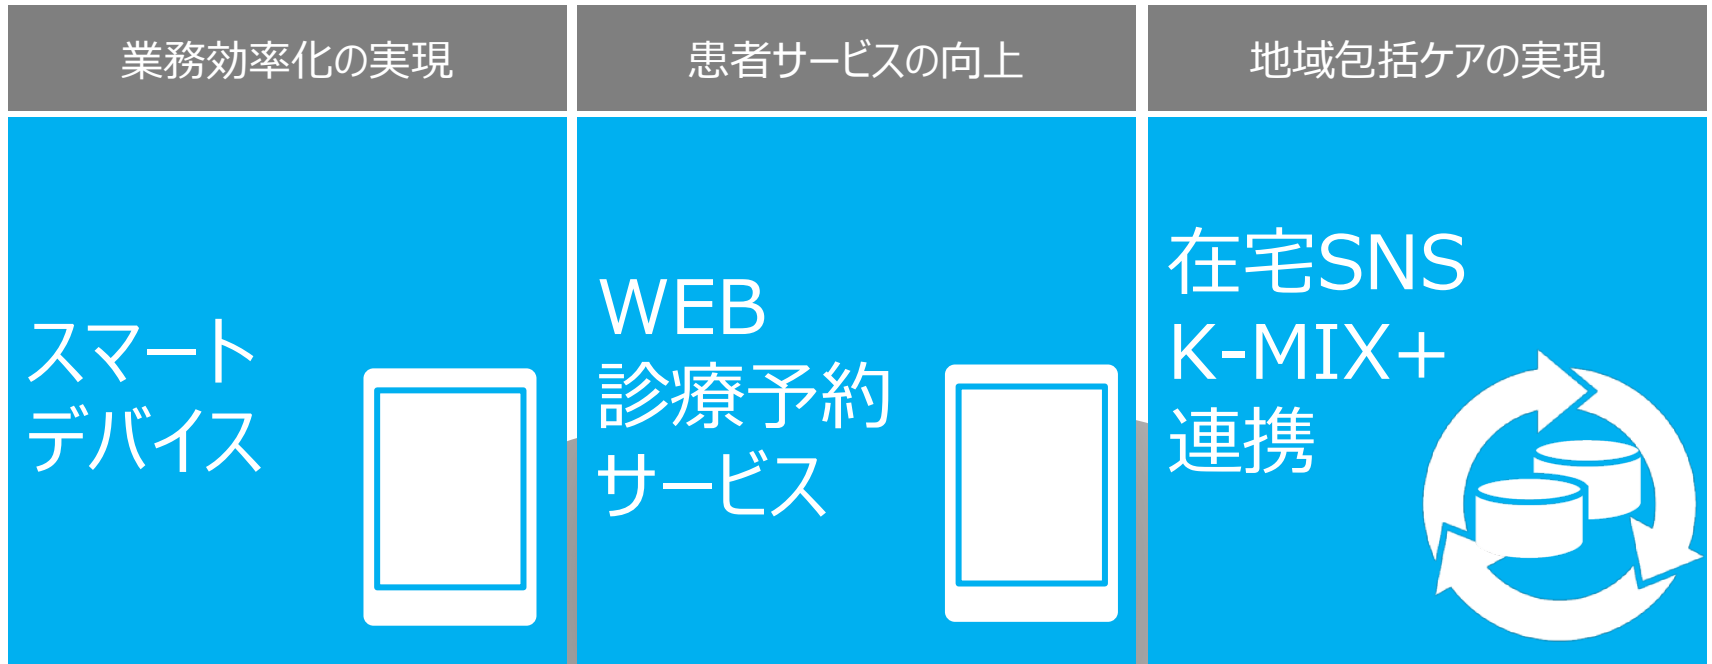 業務効率化の実現
患者サービスの向上
地域包括ケアの実現
スマート
デバイス
WEB
診療予約
サービス
在宅SNS
K-MIX+
連携